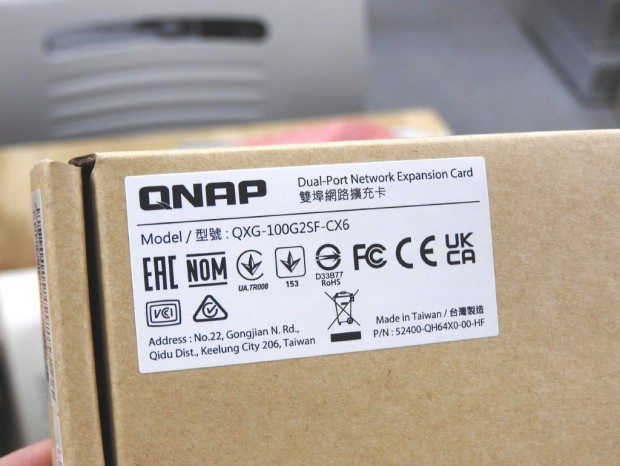 QNAP
Dual-Port Network Expansion Card
雙埠網路擴充卡
Model / 型號 : QXG-100G2SF-CX6
EAC NOM UA.TR008 153 D33B77 RoHS FC CE UK CA
VCI
Address : No.22, Gongjian N. Rd.,
Qidu Dist., Keelung City 206, Taiwan
Made in Taiwan / 台灣製造
P/N : 52400-QH64X0-00-HF